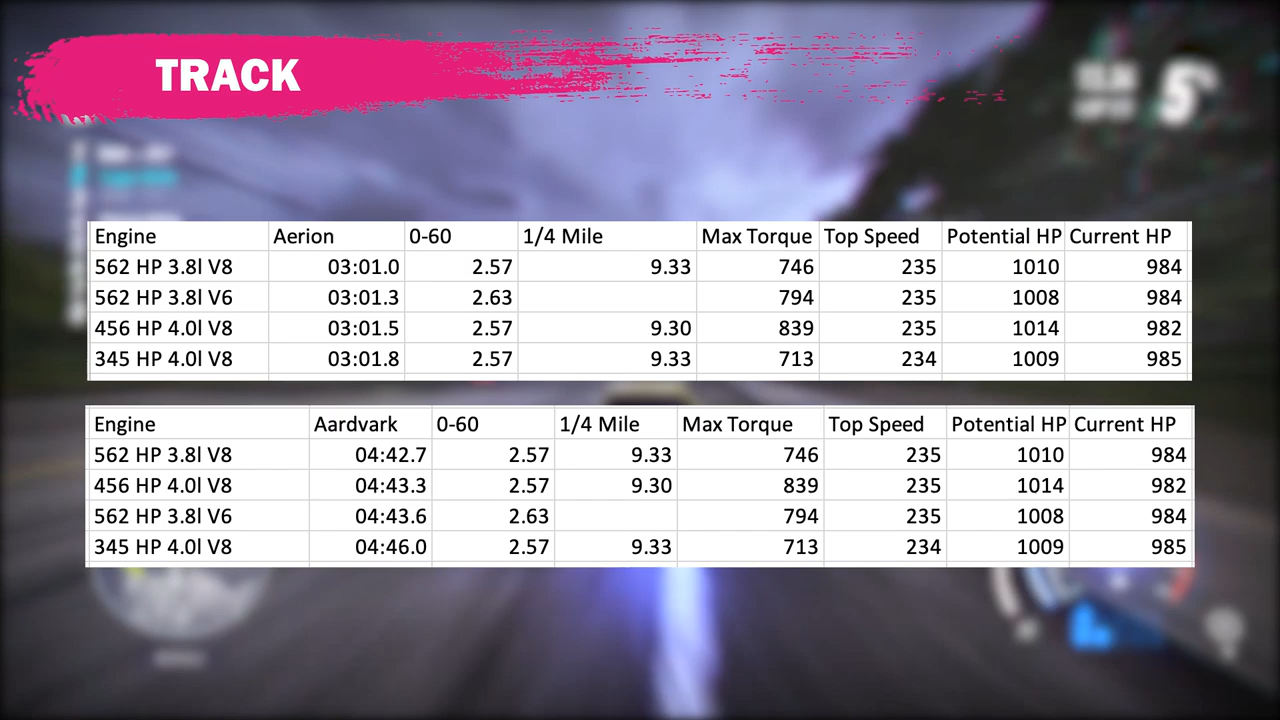 TRACK
5
Engine Aerion 0-60 1/4 Mile Max Torque Top Speed Potential HP Current HP
562 HP 3.8l V8 03:01.0 2.57 9.33 746 235 1010 984
562 HP 3.8l V6 03:01.3 2.63 794 235 1008 984
456 HP 4.0l V8 03:01.5 2.57 9.30 839 235 1014 982
345 HP 4.0l V8 03:01.8 2.57 9.33 713 234 1009 985
Engine Aardvark 0-60 1/4 Mile Max Torque Top Speed Potential HP Current HP
562 HP 3.8l V8 04:42.7 2.57 9.33 746 235 1010 984
456 HP 4.0l V8 04:43.3 2.57 9.30 839 235 1014 982
562 HP 3.8l V6 04:43.6 2.63 794 235 1008 984
345 HP 4.0l V8 04:46.0 2.57 9.33 713 234 1009 985